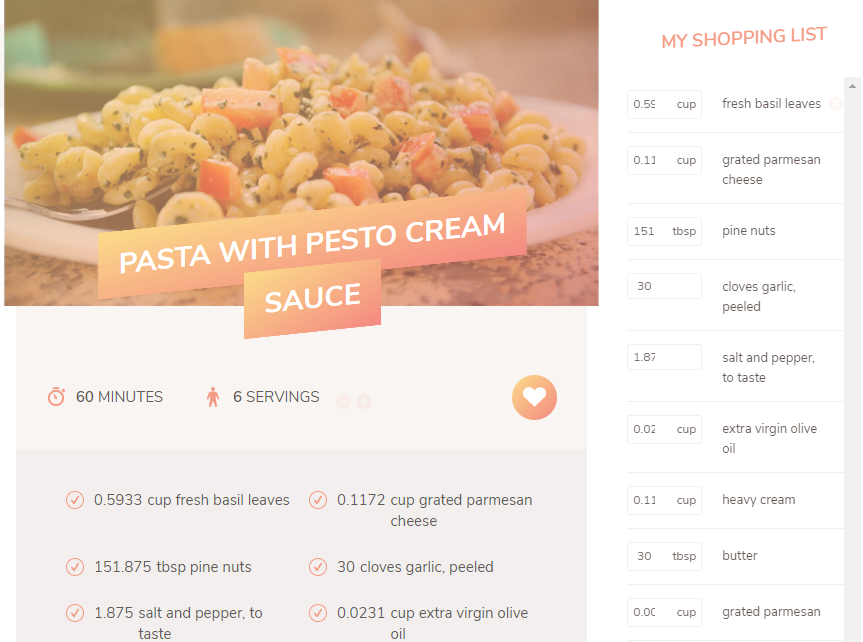 PASTA WITH PESTO CREAM
SAUCE
60 MINUTES
6 SERVINGS
0.5933 cup fresh basil leaves
0.1172 cup grated parmesan
cheese
151.875 tbsp pine nuts
30 cloves garlic, peeled
1.875 salt and pepper, to
taste
0.0231 cup extra virgin olive
oil
MY SHOPPING LIST
0.59 cup fresh basil leaves
0.11 cup grated parmesan
cheese
151 tbsp pine nuts
30 cloves garlic,
peeled
1.87 salt and pepper,
to taste
0.02 cup extra virgin olive
oil
0.11 cup heavy cream
30 tbsp butter
0.00 cup grated parmesan